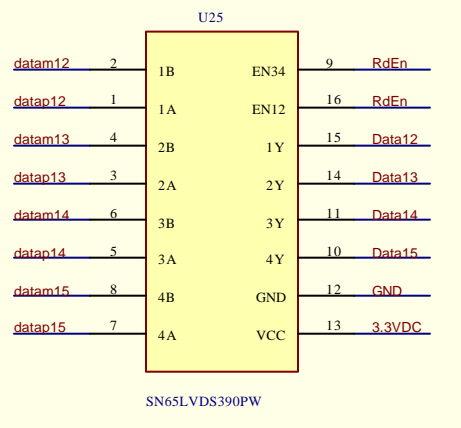 U25
datam12 2 1B EN34 9 RdEn
datap12 1 1A EN12 16 RdEn
datam13 4 2B 1Y 15 Data12
datap13 3 2A 2Y 14 Data13
datam14 6 3B 3Y 11 Data14
datap14 5 3A 4Y 10 Data15
datam15 8 4B GND 12 GND
datap15 7 4A VCC 13 3.3VDC
SN65LVDS390PW